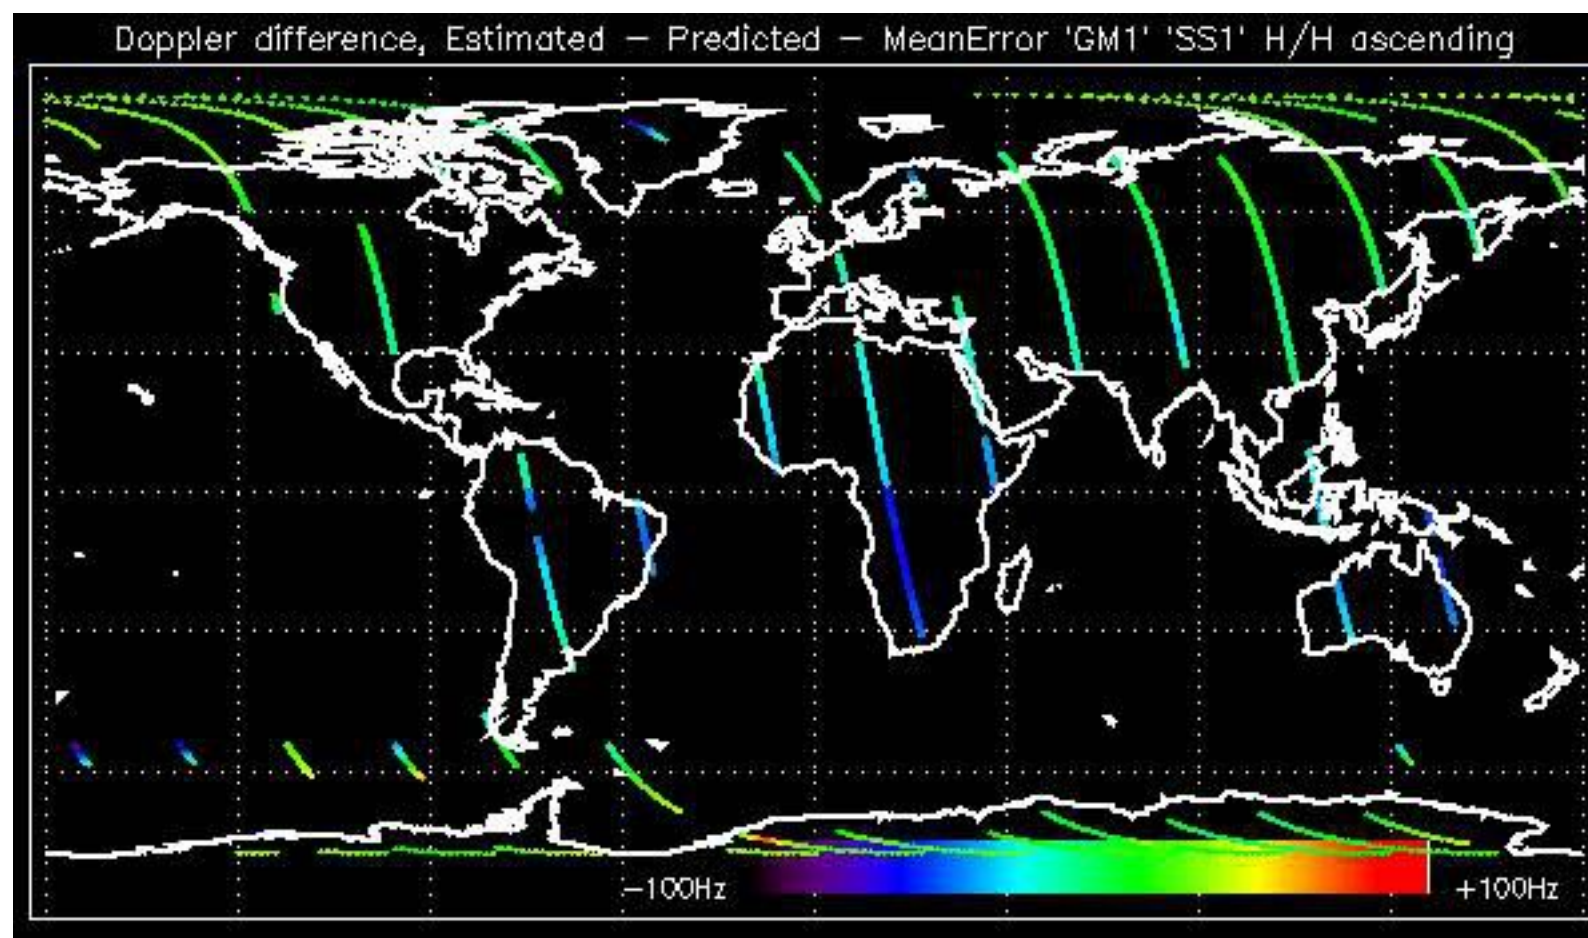 Doppler difference, Estimated - Predicted - MeanError 'GM1' 'SS1' H/H ascending
-100Hz
+100Hz